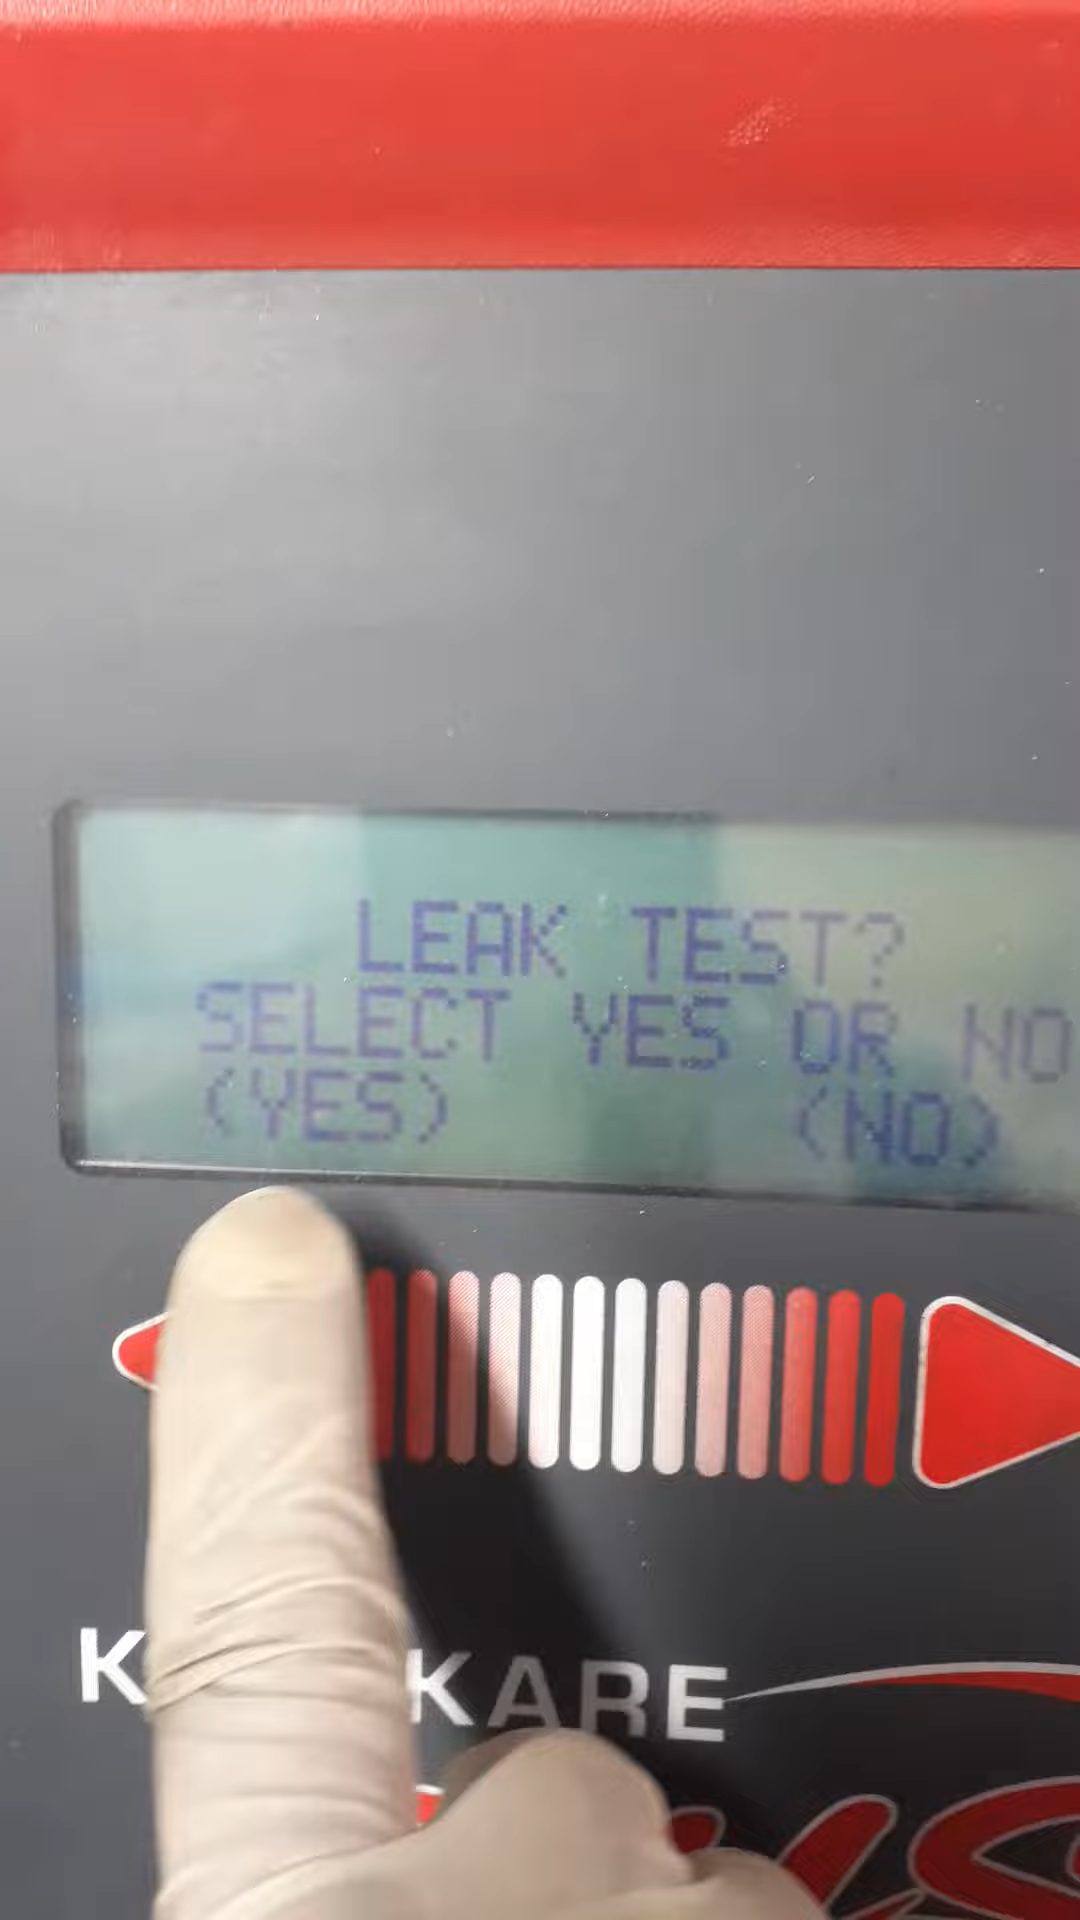 LEAK TEST?
SELECT YES OR NO
(YES) (NO)
KARE